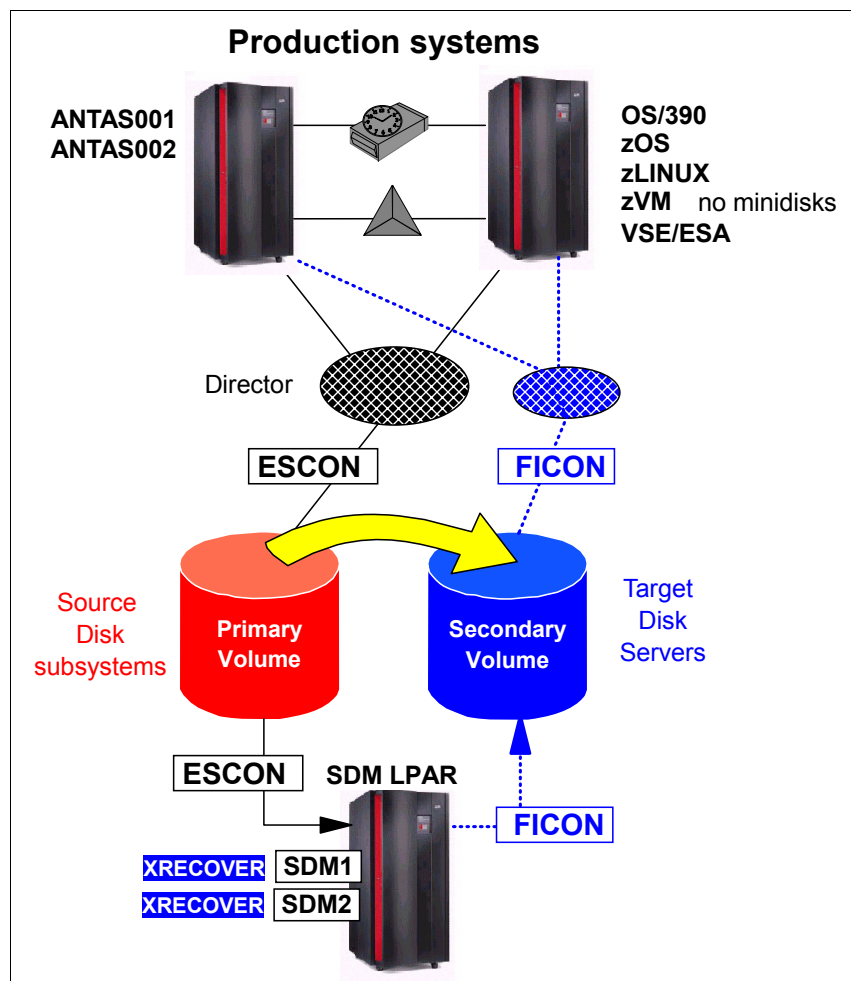 Production systems
ANTAS001
ANTAS002
OS/390
zOS
zLINUX
zVM no minidisks
VSE/ESA
Director
ESCON
FICON
Source
Disk
subsystems
Primary
Volume
Secondary
Volume
Target
Disk
Servers
ESCON
SDM LPAR
FICON
XRECOVER SDM1
XRECOVER SDM2